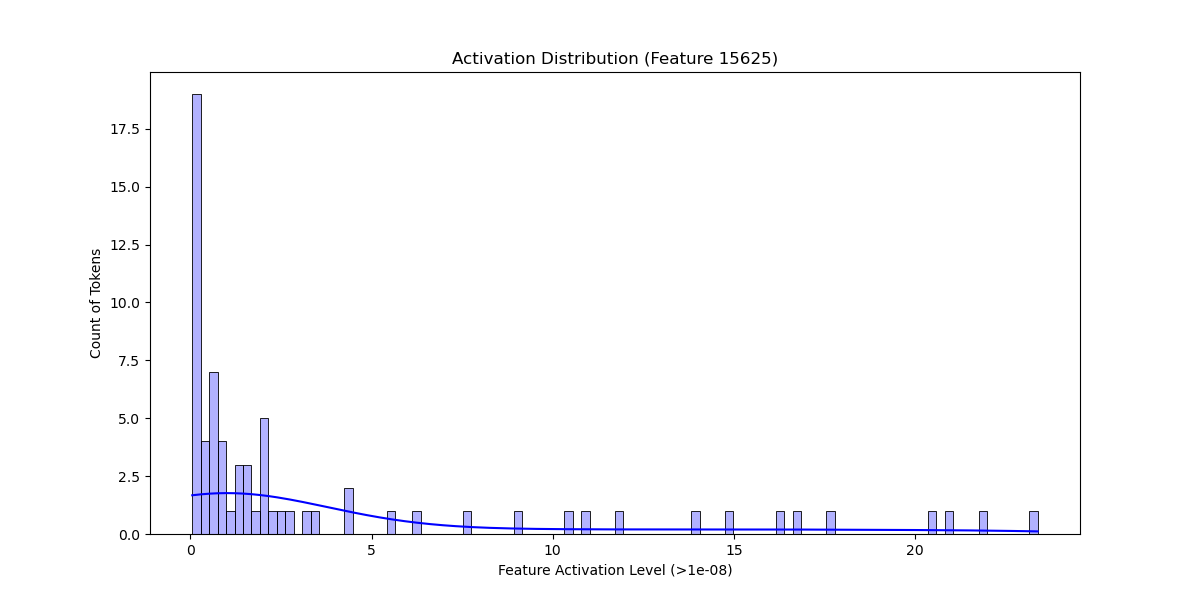 Activation Distribution (Feature 15625)
17.5
15.0
12.5
10.0
7.5
5.0
2.5
0.0
Count of Tokens
0 5 10 15 20
Feature Activation Level (>1e-08)